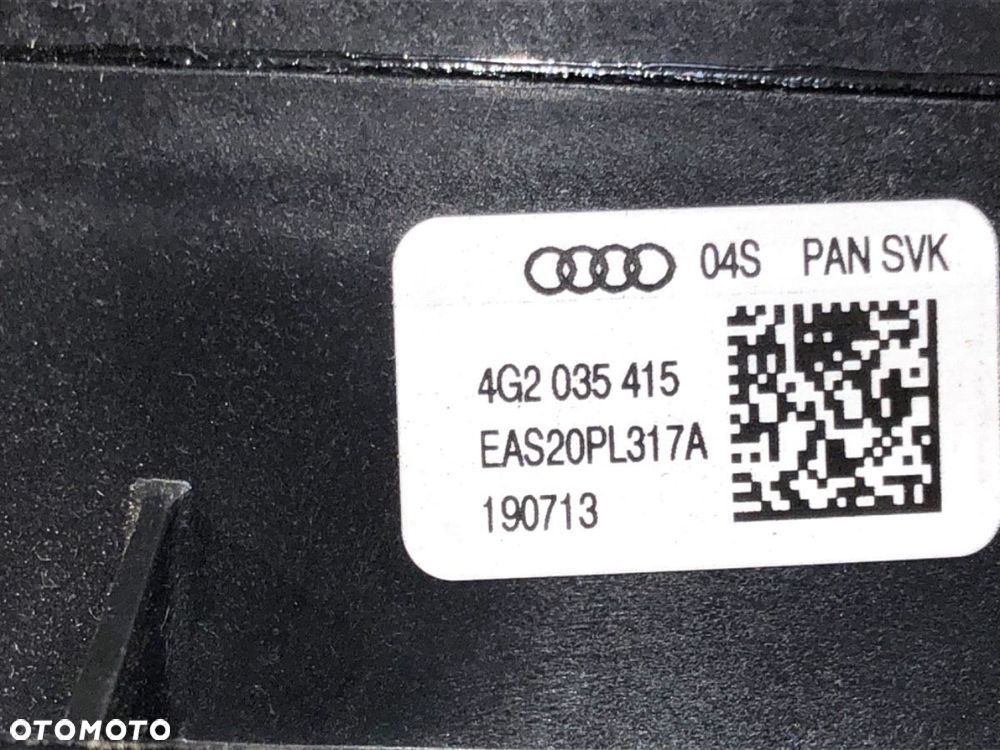 04S PAN SVK
4G2 035 415
EAS20PL317A
190713
OTOMOTO